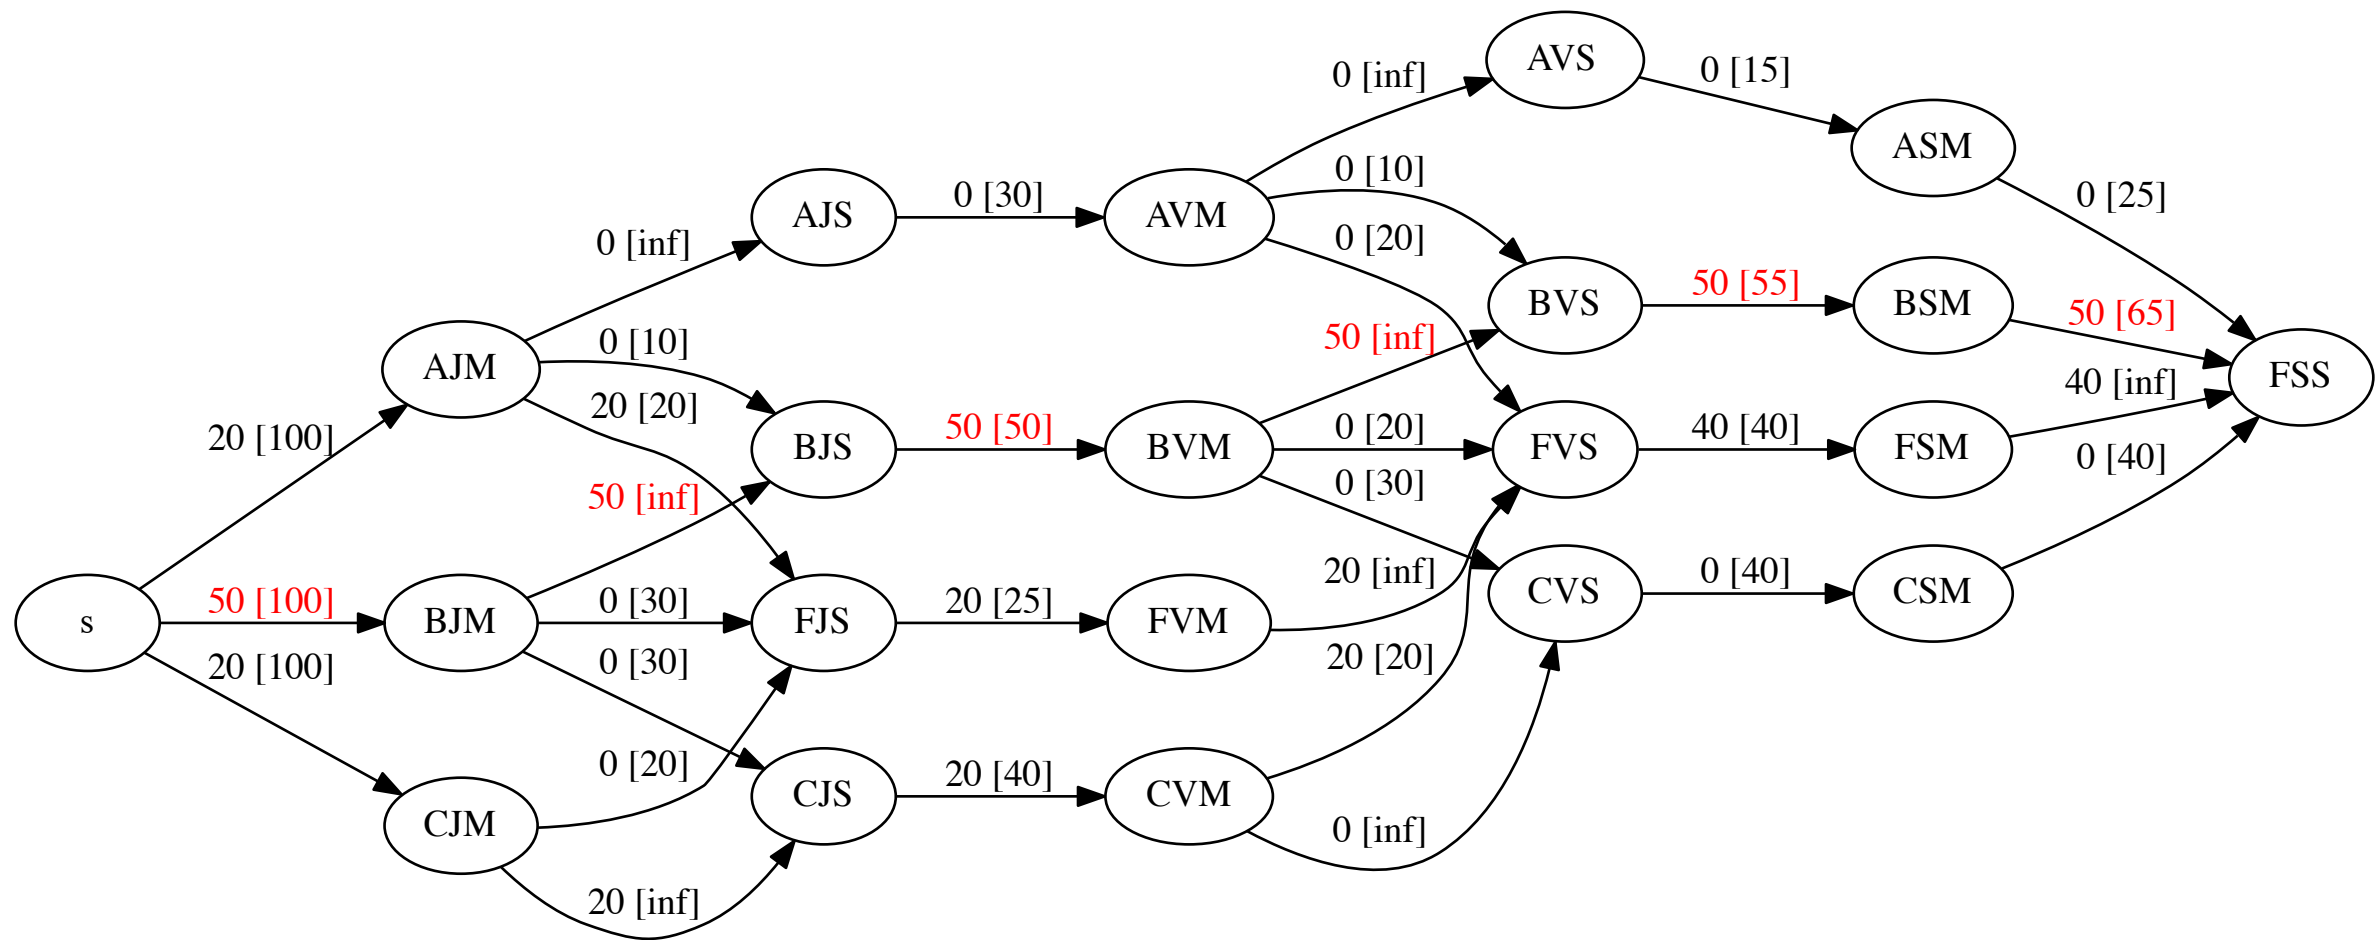 AVS
0 [inf]
0 [15]
ASM
0 [10]
0 [25]
0 [30]
AJS
AVM
0 [inf]
0 [20]
50 [55]
BVS
BSM
50 [65]
50 [inf]
0 [10]
AJM
FSS
40 [inf]
20 [20]
20 [100]
50 [50]
0 [20]
40 [40]
BJS
BVM
FVS
FSM
0 [40]
0 [30]
50 [inf]
20 [inf]
0 [40]
50 [100]
0 [30]
20 [25]
CVS
CSM
s
BJM
FJS
FVM
20 [100]
0 [30]
20 [20]
0 [20]
20 [40]
CJS
CVM
CJM
0 [inf]
20 [inf]